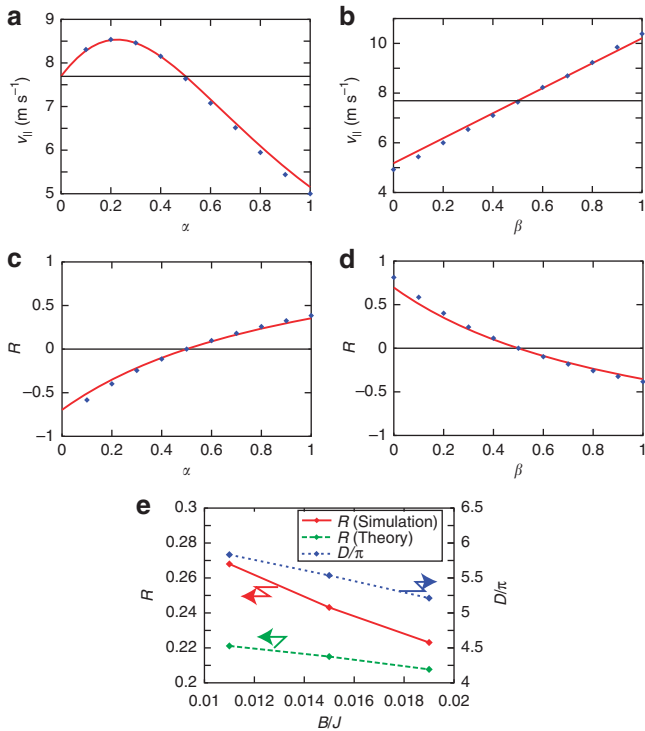 a
v|| (m s⁻¹)
9
8
7
6
5
0 0.2 0.4 0.6 0.8 1
α
b
v|| (m s⁻¹)
10
8
6
4
0 0.2 0.4 0.6 0.8 1
β
c
R
1
0.5
0
−0.5
−1
0 0.2 0.4 0.6 0.8 1
α
d
R
1
0.5
0
−0.5
−1
0 0.2 0.4 0.6 0.8 1
β
e
R
0.3
0.28
0.26
0.24
0.22
0.2
R (Simulation)
R (Theory)
D/π
6.5
6
5.5
5
4.5
4
D/π
0.01 0.012 0.014 0.015 0.016 0.018 0.02
B/J